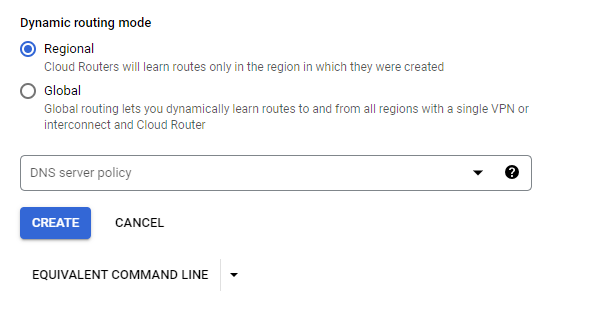 Dynamic routing mode
Regional
Cloud Routers will learn routes only in the region in which they were created
Global
Global routing lets you dynamically learn routes to and from all regions with a single VPN or
interconnect and Cloud Router
DNS server policy
?
CREATE CANCEL
EQUIVALENT COMMAND LINE